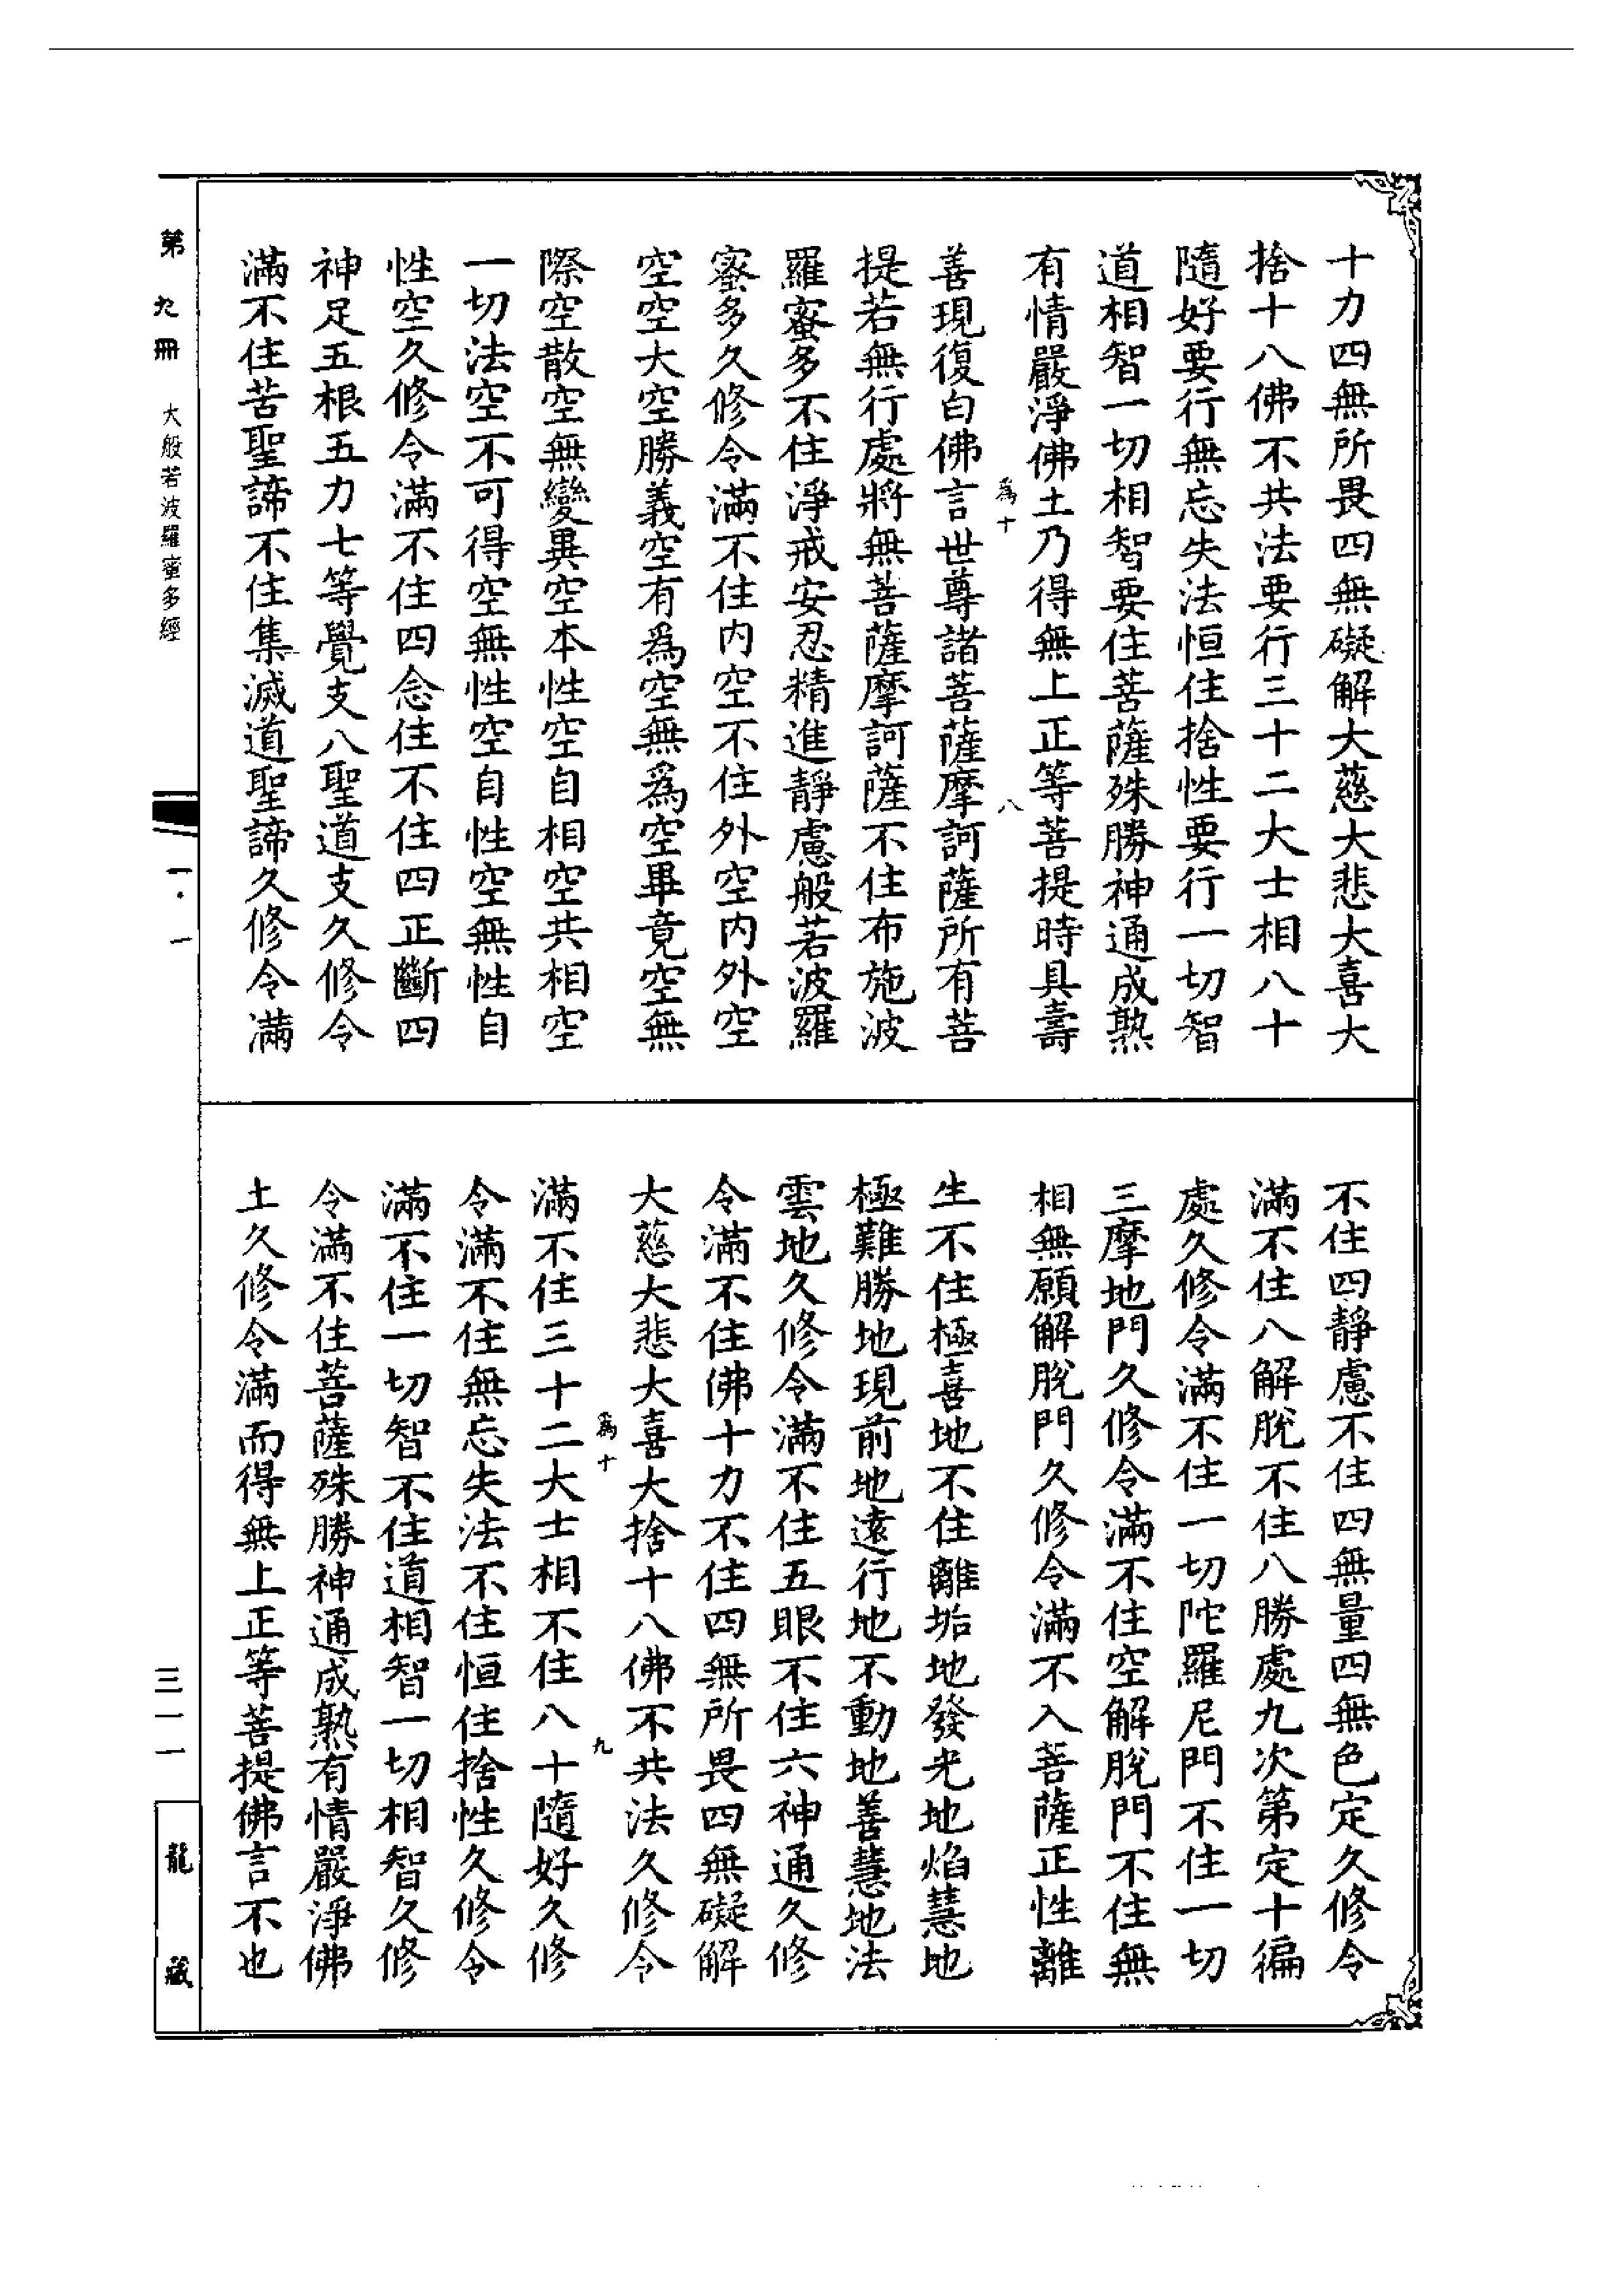 十力四無所畏四無礙解大慈大悲大喜大
捨十八佛不共法要行三十二大士相八十
隨好要行無忘失法恒住捨性要行一切智
道相智一切相智要住菩薩殊勝神通成熟
有情嚴淨佛土乃得無上正等菩提時具壽
為十
八
善現復白佛言世尊諸菩薩摩訶薩所有菩
提若無行處將無菩薩摩訶薩不住布施波
羅蜜多不住淨戒安忍精進靜慮般若波羅
蜜多久修令滿不住內空不住外空內外空
空空大空勝義空有爲空無爲空畢竟空無
際空散空無變異空本性空自相空共相空
一切法空不可得空無性空自性空無性自
性空久修令滿不住四念住不住四正斷四
神足五根五力七等覺支八聖道支久修令
滿不住苦聖諦不住集滅道聖諦久修令滿
不住四靜慮不住四無量四無色定久修令
滿不住八解脫不住八勝處九次第定十徧
處久修令滿不住一切陀羅尼門不住一切
三摩地門久修令滿不住空解脫門不住無
相無願解脫門久修令滿不入菩薩正性離
生不住極喜地不住離垢地發光地焰慧地
極難勝地現前地遠行地不動地善慧地法
雲地久修令滿不住五眼不住六神通久修
令滿不住佛十力不住四無所畏四無礙解
大慈大悲大喜大捨十八佛不共法久修令
為十
九
滿不住三十二大士相不住八十隨好久修
令滿不住無忘失法不住恒住捨性久修令
滿不住一切智不住道相智一切相智久修
令滿不住菩薩殊勝神通成熟有情嚴淨佛
土久修令滿而得無上正等菩提佛言不也
第九冊 大般若波羅蜜多經
一·一
三一一
龍藏